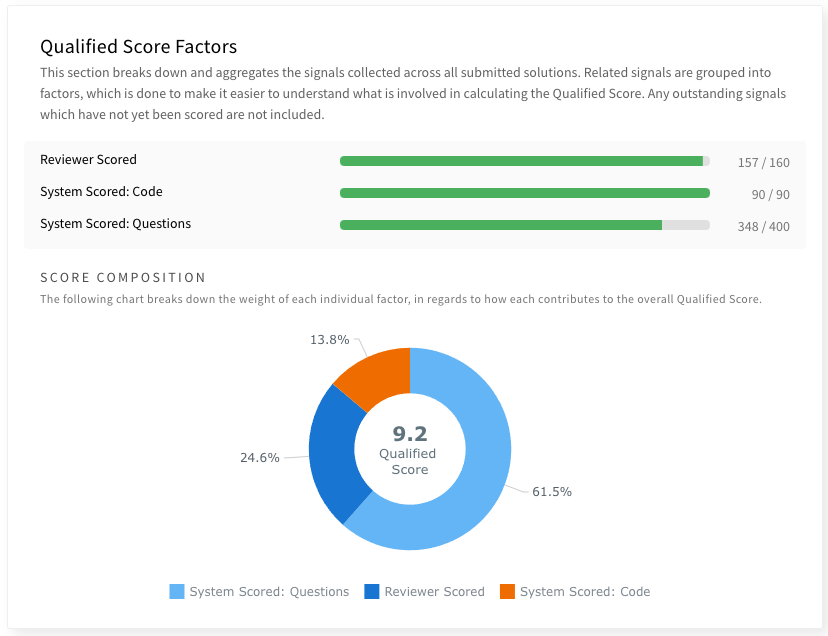 Qualified Score Factors
This section breaks down and aggregates the signals collected across all submitted solutions. Related signals are grouped into
factors, which is done to make it easier to understand what is involved in calculating the Qualified Score. Any outstanding signals
which have not yet been scored are not included.
Reviewer Scored 157 / 160
System Scored: Code 90 / 90
System Scored: Questions 348 / 400
SCORE COMPOSITION
The following chart breaks down the weight of each individual factor, in regards to how each contributes to the overall Qualified Score.
13.8%
9.2
Qualified
Score
24.6%
61.5%
System Scored: Questions Reviewer Scored System Scored: Code